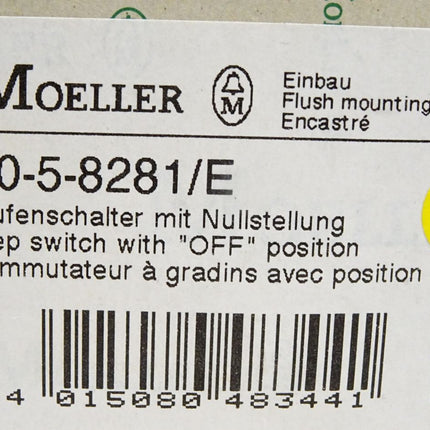 Flush
MOELLER
M
Einbau
Flush mounting
Encastré
0-5-8281/E
ufenschalter mit Nullstellung
ep switch with "OFF" position
mmutateur à gradins avec position
4 015080 483441